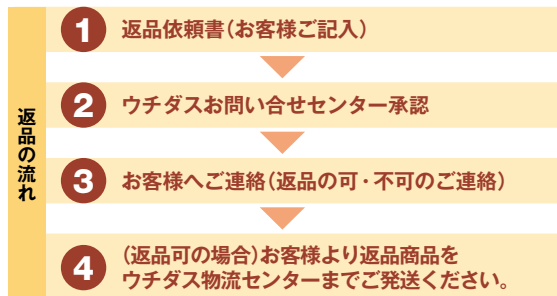 返品の流れ
1 返品依頼書(お客様ご記入)
2 ウチダスお問い合せセンター承認
3 お客様へご連絡(返品の可・不可のご連絡)
4 (返品可の場合)お客様より返品商品を
ウチダス物流センターまでご発送ください。